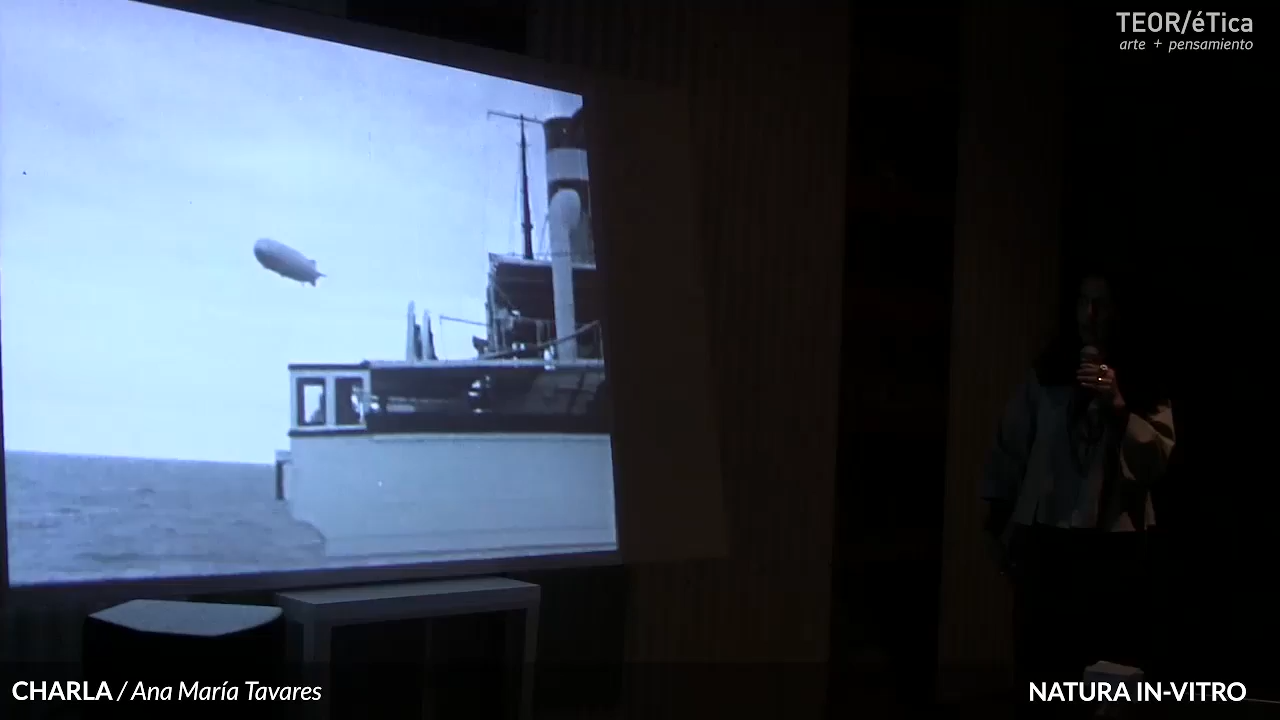 TEOR/éTica
arte + pensamiento
CHARLA / Ana María Tavares
NATURA IN-VITRO